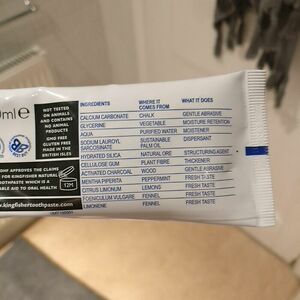 0ml e
NOT TESTED
ON ANIMALS
AND CONTAINS
NO ANIMAL
PRODUCTS
GMO FREE
GLUTEN FREE
MADE IN THE
BRITISH ISLES
DHF APPROVES THE CLAIMS
FOR KINGFISHER NATURAL
TOOTHPASTE WHICH IS A
ABLE AID TO ORAL HEALTH
12M
www.kingfishertoothpaste.com
INGREDIENTS WHERE IT COMES FROM WHAT IT DOES
CALCIUM CARBONATE CHALK GENTLE ABRASIVE
GLYCERINE VEGETABLE MOISTURE RETENTION
AQUA PURIFIED WATER MOISTENER
SODIUM LAUROYL SARCOSINATE SUSTAINABLE PALM OIL DISPERSANT
HYDRATED SILICA NATURAL ORE STRUCTURING AGENT
CELLULOSE GUM PLANT FIBRE THICKENER
ACTIVATED CHARCOAL WOOD GENTLE ABRASIVE
MENTHA PIPERITA PEPPERMINT FRESH TASTE
CITRUS LIMONUM LEMONS FRESH TASTE
FOENICULUM VULGARE FENNEL FRESH TASTE
LIMONENE FENNEL FRESH TASTE